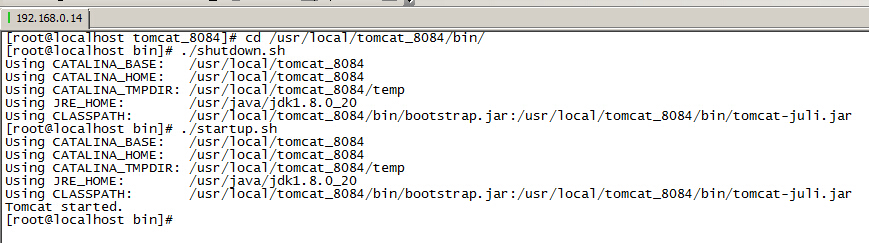 192.168.0.14
[root@localhost tomcat_8084]# cd /usr/local/tomcat_8084/bin/
[root@localhost bin]# ./shutdown.sh
Using CATALINA_BASE:   /usr/local/tomcat_8084
Using CATALINA_HOME:   /usr/local/tomcat_8084
Using CATALINA_TMPDIR: /usr/local/tomcat_8084/temp
Using JRE_HOME:        /usr/java/jdk1.8.0_20
Using CLASSPATH:       /usr/local/tomcat_8084/bin/bootstrap.jar:/usr/local/tomcat_8084/bin/tomcat-juli.jar
[root@localhost bin]# ./startup.sh
Using CATALINA_BASE:   /usr/local/tomcat_8084
Using CATALINA_HOME:   /usr/local/tomcat_8084
Using CATALINA_TMPDIR: /usr/local/tomcat_8084/temp
Using JRE_HOME:        /usr/java/jdk1.8.0_20
Using CLASSPATH:       /usr/local/tomcat_8084/bin/bootstrap.jar:/usr/local/tomcat_8084/bin/tomcat-juli.jar
Tomcat started.
[root@localhost bin]#